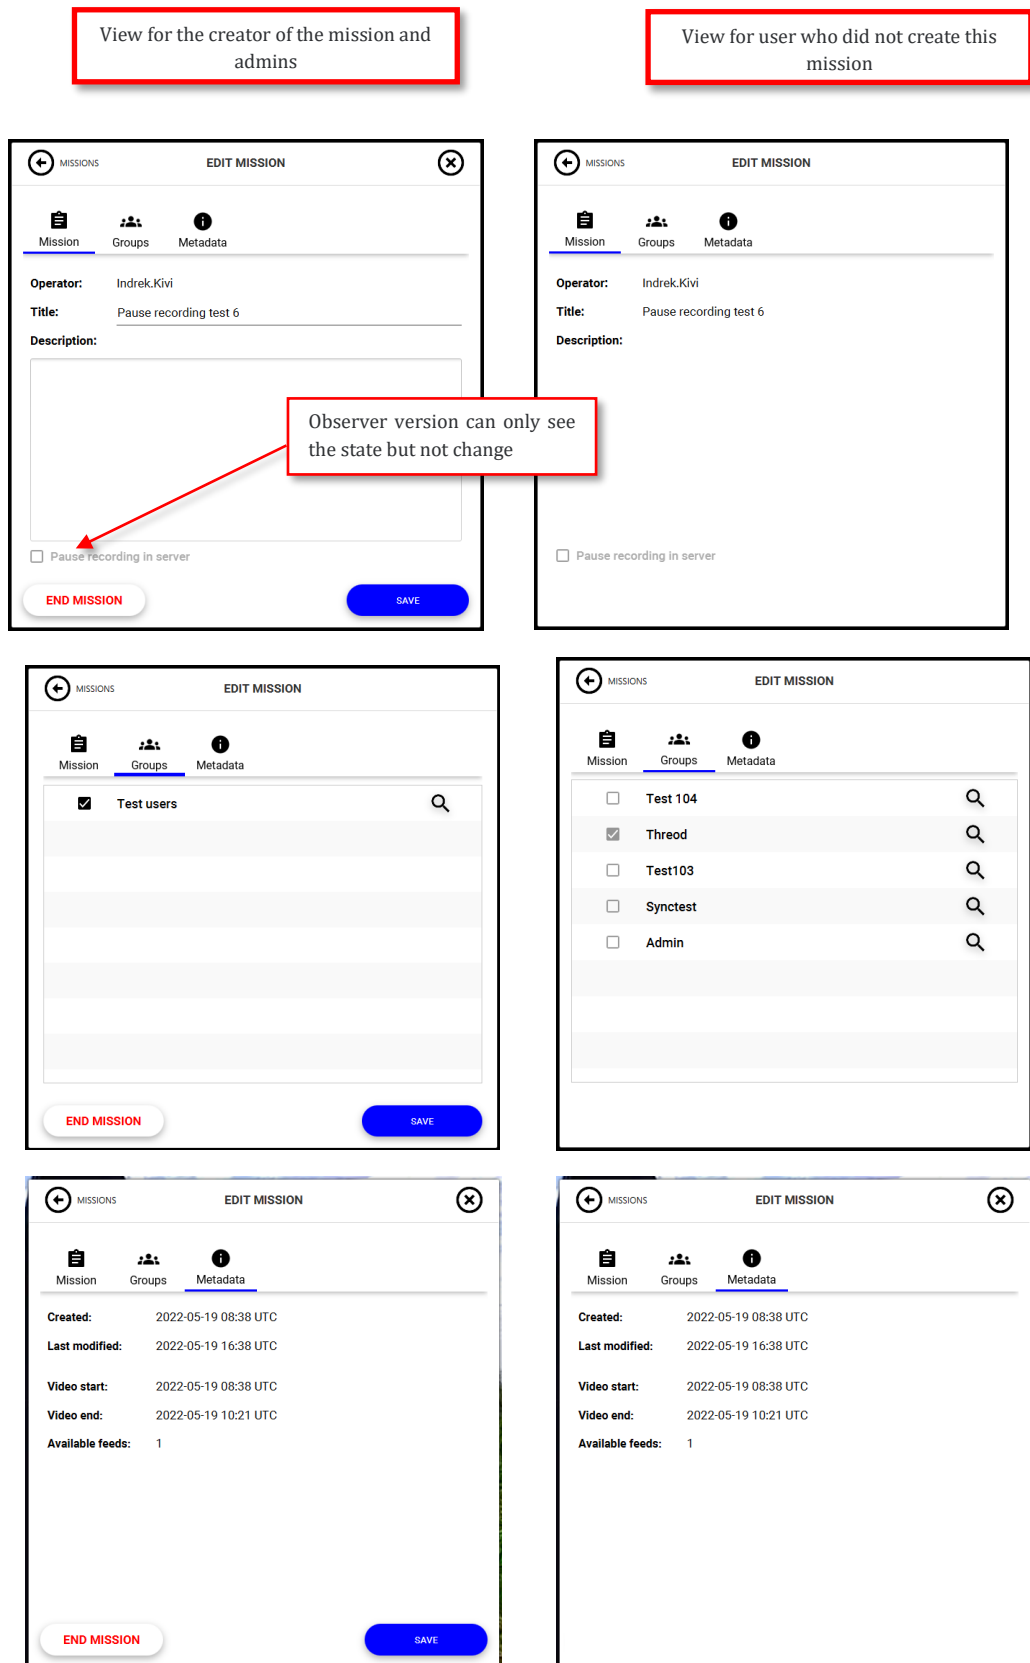 View for the creator of the mission and
admins
View for user who did not create this
mission
MISSIONS
EDIT MISSION
Mission
Groups
Metadata
Operator: Indrek.Kivi
Title: Pause recording test 6
Description:
Pause recording in server
END MISSION
SAVE
Observer version can only see
the state but not change
MISSIONS
EDIT MISSION
Mission
Groups
Metadata
Operator: Indrek.Kivi
Title: Pause recording test 6
Description:
Pause recording in server
MISSIONS
EDIT MISSION
Mission
Groups
Metadata
Test users
END MISSION
SAVE
MISSIONS
EDIT MISSION
Mission
Groups
Metadata
Test 104
Threod
Test103
Synctest
Admin
MISSIONS
EDIT MISSION
Mission
Groups
Metadata
Created: 2022-05-19 08:38 UTC
Last modified: 2022-05-19 16:38 UTC
Video start: 2022-05-19 08:38 UTC
Video end: 2022-05-19 10:21 UTC
Available feeds: 1
END MISSION
SAVE
MISSIONS
EDIT MISSION
Mission
Groups
Metadata
Created: 2022-05-19 08:38 UTC
Last modified: 2022-05-19 16:38 UTC
Video start: 2022-05-19 08:38 UTC
Video end: 2022-05-19 10:21 UTC
Available feeds: 1